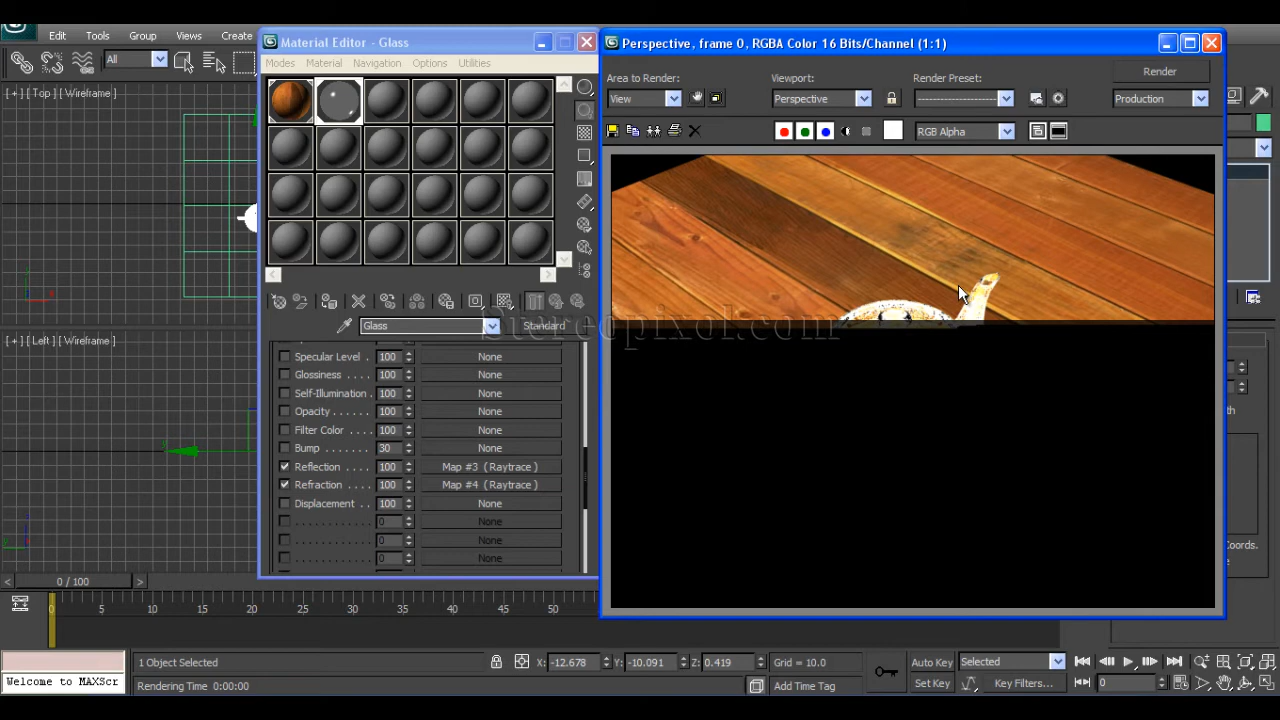 Edit Tools Group Views Create
Material Editor - Glass
Perspective, frame 0, RGBA Color 16 Bits/Channel (1:1)
Modes Material Navigation Options Utilities
All
[ + ] [ Top ] [ Wireframe ]
Area to Render:
View
Viewport:
Perspective
Render Preset:
Render
Production
RGB Alpha
Stereopixol.com
Glass
Standard
[ + ] [ Left ] [ Wireframe ]
Specular Level . 100 None
Glossiness . . . . 100 None
Self-Illumination . 100 None
Opacity . . . . . . 100 None
Filter Color . . . . 100 None
Bump . . . . . . . 30 None
Reflection . . . . 100 Map #3 ( Raytrace )
Refraction . . . . 100 Map #4 ( Raytrace )
Displacement . . 100 None
. . . . . . . . . . . . 0 None
. . . . . . . . . . . . 0 None
. . . . . . . . . . . . 0 None
Coords.
< 0 / 100 >
0 5 10 15 20 25 30 35 40 45 50
1 Object Selected
X: -12.678 Y: -10.091 Z: 0.419 Grid = 10.0
Auto Key Selected
Welcome to MAXScr
Rendering Time 0:00:00
Add Time Tag
Set Key Key Filters... 0